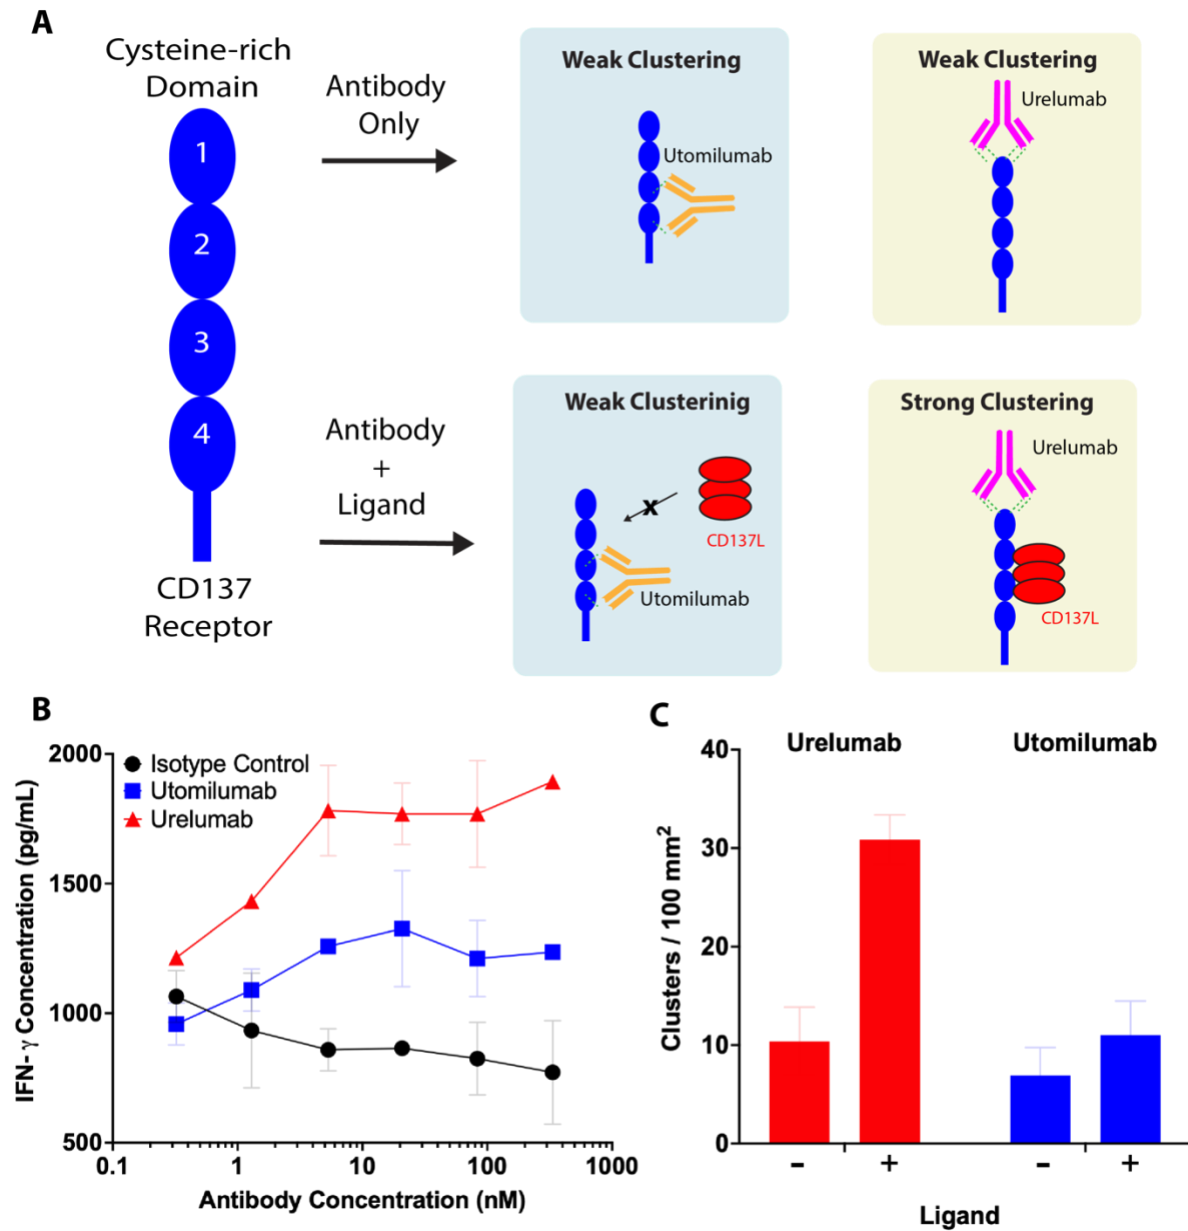 A
Cysteine-rich
Domain
1
2
3
4
CD137
Receptor
Antibody
Only
Antibody
+
Ligand
Weak Clustering
Utomilumab
Weak Clustering
Urelumab
Weak Clusterinig
x
CD137L
Utomilumab
Strong Clustering
Urelumab
CD137L
B
2000
1500
1000
500
IFN- γ Concentration (pg/mL)
Isotype Control
Utomilumab
Urelumab
0.1 1 10 100 1000
Antibody Concentration (nM)
C
Urelumab Utomilumab
40
30
20
10
0
Clusters / 100 mm²
- + - +
Ligand